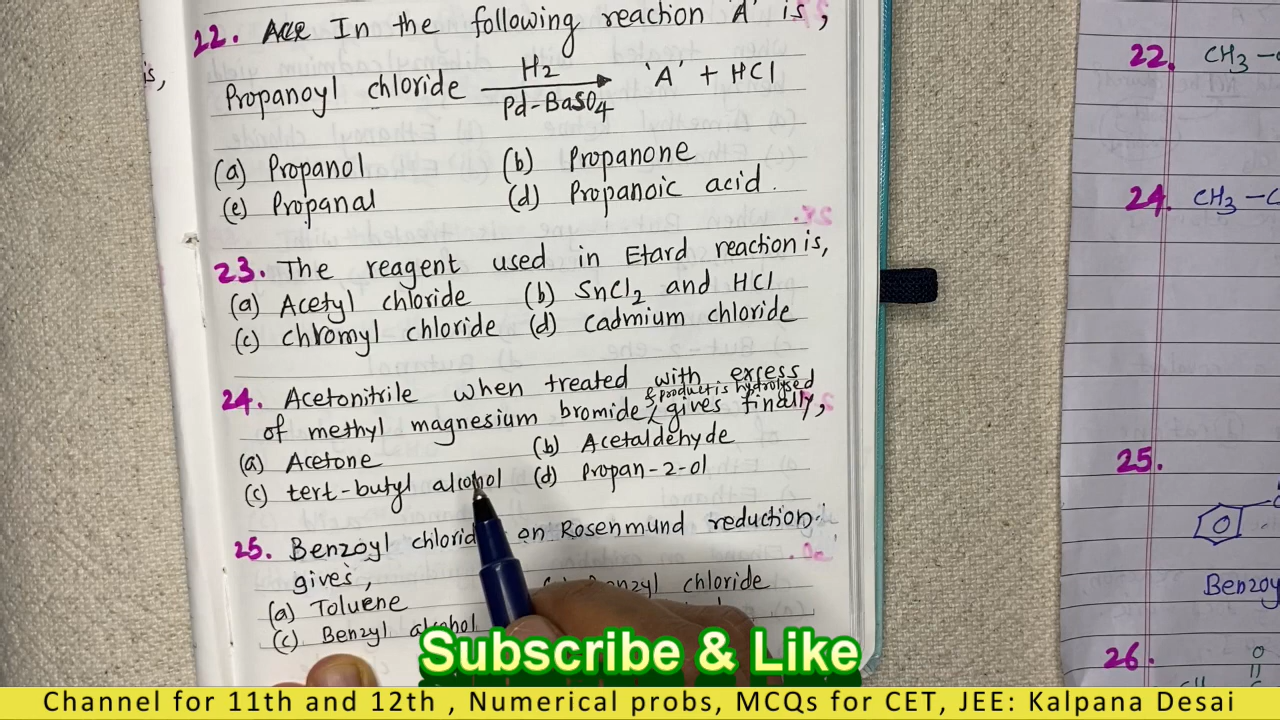 22. In the following reaction 'A' is,
Propanoyl chloride H2 Pd-BaSO4 'A' + HCl
(a) Propanol (b) Propanone
(e) Propanal (d) Propanoic acid.
23. The reagent used in Etard reaction is,
(a) Acetyl chloride (b) SnCl2 and HCl
(c) chromyl chloride (d) cadmium chloride
24. Acetonitrile when treated with excess
& product is hydrolysed
of methyl magnesium bromide gives finally,
(a) Acetone (b) Acetaldehyde
(c) tert-butyl alcohol (d) Propan-2-ol
25. Benzoyl chlorid on Rosenmund reduction
gives,
(a) Toluene nzyl chloride
(c) Benzyl alcohol
is,
22. CH3 –
24. CH3 – C
25.
Benzoy
26. O
Subscribe & Like
Channel for 11th and 12th , Numerical probs, MCQs for CET, JEE: Kalpana Desai